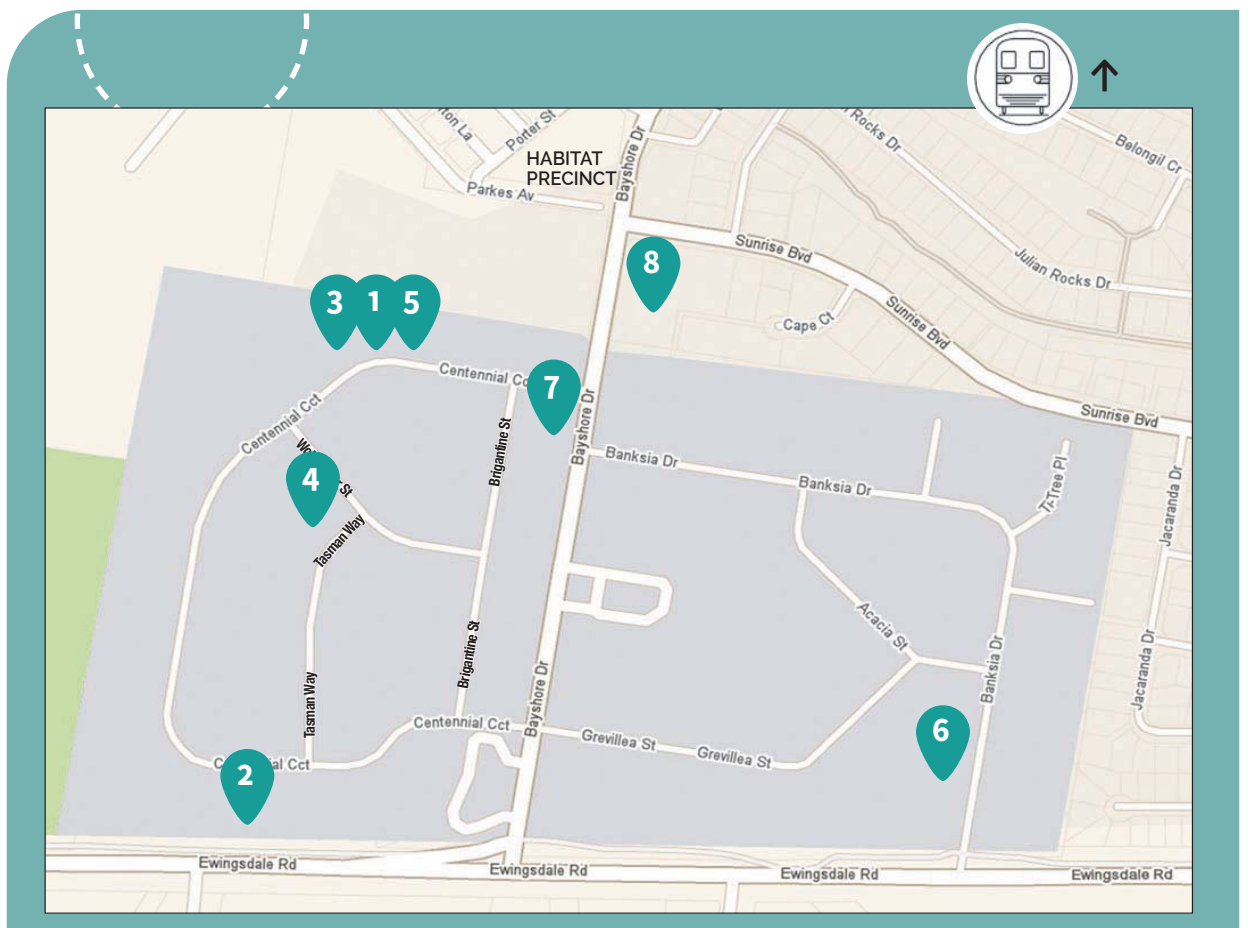 Porter St
HABITAT
PRECINCT
Bayshore Dr
Parkes Av
Rocks Dr
Belongil Cr
Sunrise Bvd
Julian Rocks Dr
8
3
1
5
Cape Ct
Sunrise Bvd
Centennial
7
Sunrise Bvd
Centennial Cct
Brigantine St
Bayshore Dr
Banksia Dr
Banksia Dr
Ti-Tree Pl
Jacaranda Dr
4
St
Tasman Way
Acacia St
Brigantine St
Tasman Way
Bayshore Dr
Banksia Dr
Jacaranda Dr
Centennial Cct
Grevillea St
Grevillea St
6
2
Cct
Ewingsdale Rd
Ewingsdale Rd
Ewingsdale Rd
Ewingsdale Rd